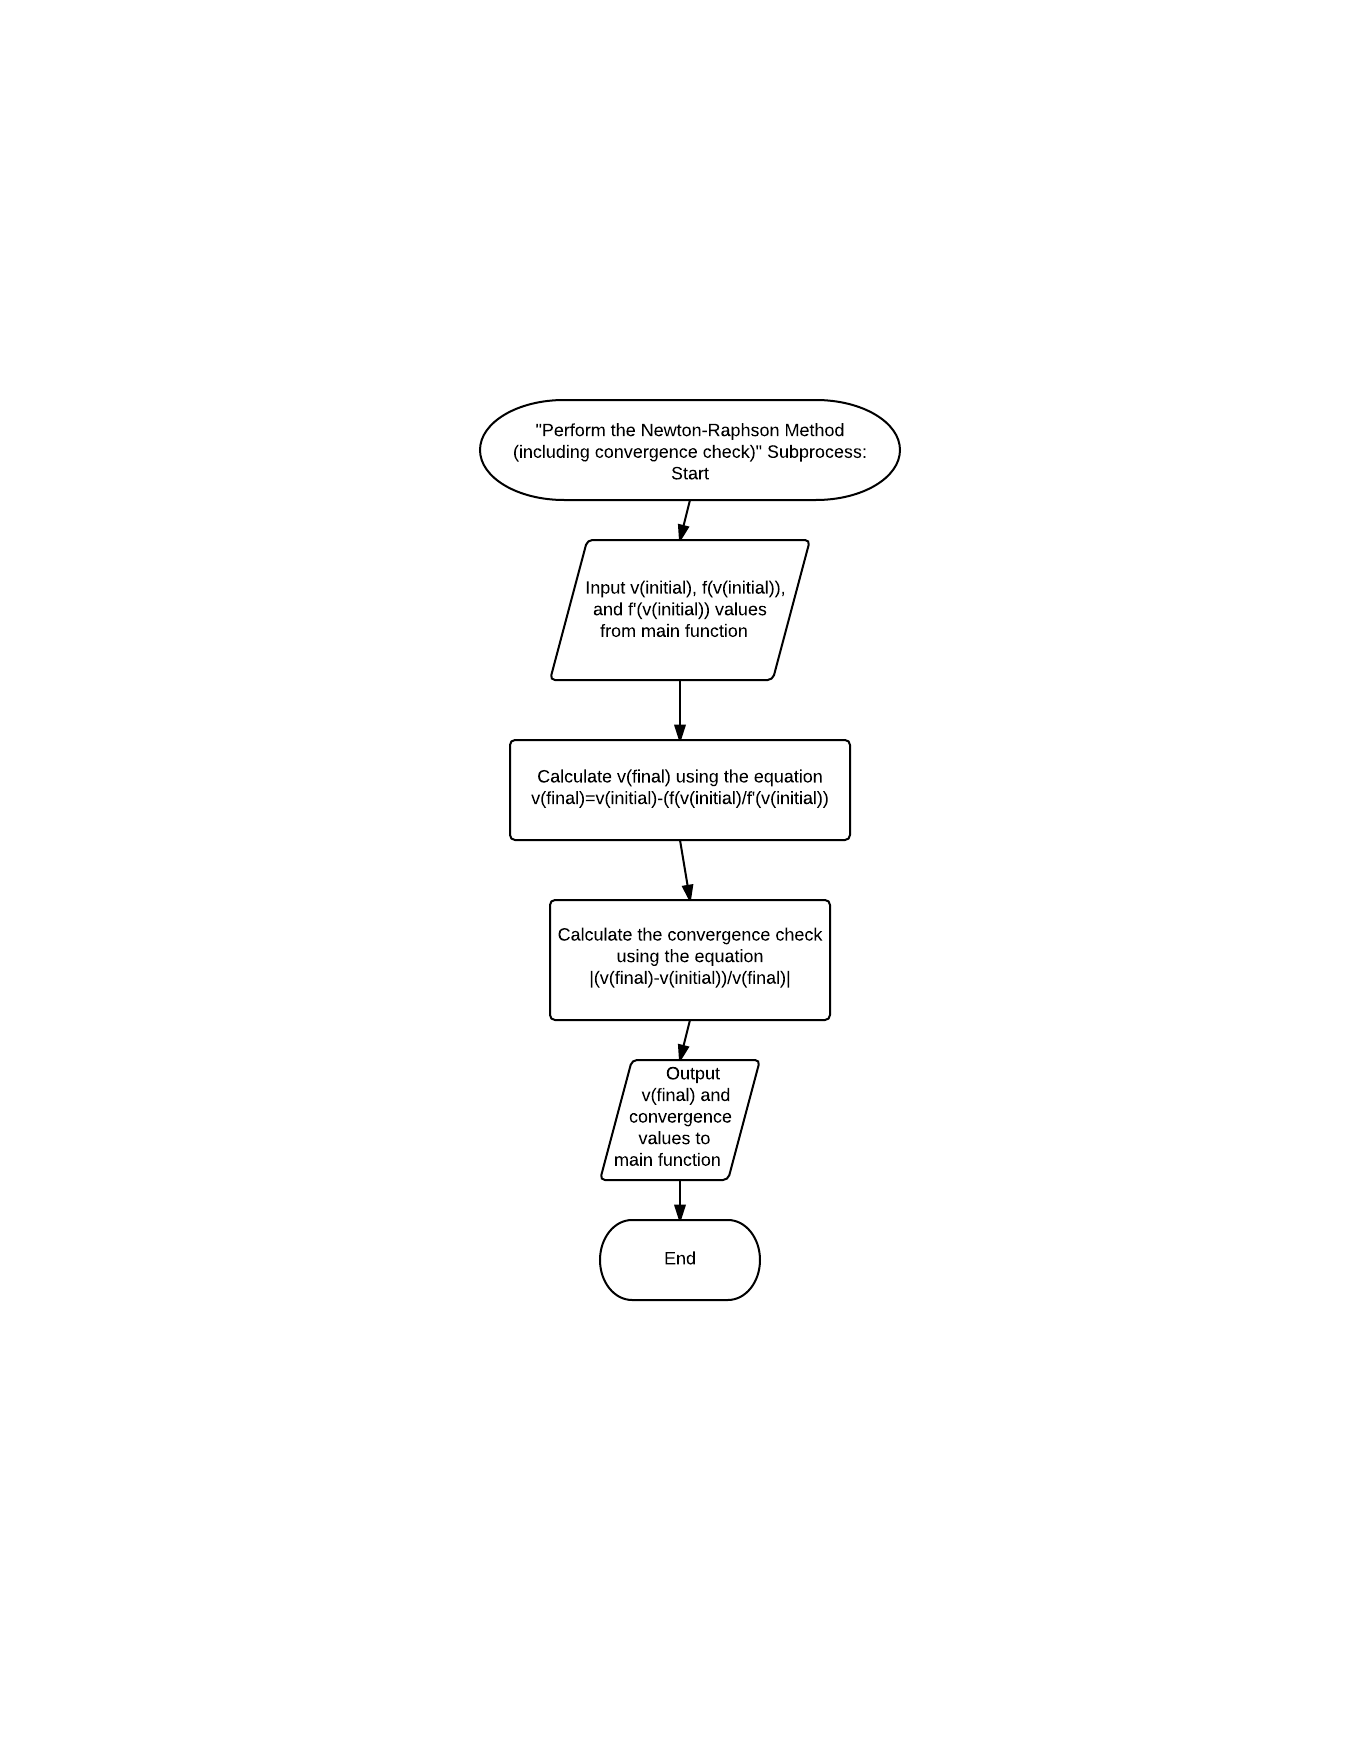 "Perform the Newton-Raphson Method
(including convergence check)" Subprocess:
Start
Input v(initial), f(v(initial)),
and f'(v(initial)) values
from main function
Calculate v(final) using the equation
v(final)=v(initial)-(f(v(initial)/f'(v(initial))
Calculate the convergence check
using the equation
|(v(final)-v(initial))/v(final)|
Output
v(final) and
convergence
values to
main function
End